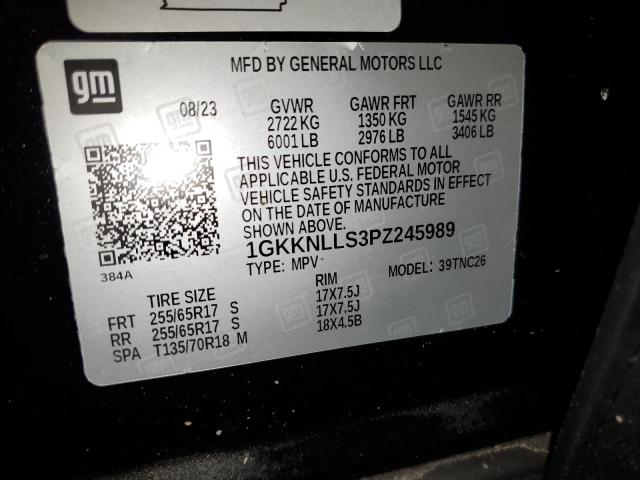 gm
MFD BY GENERAL MOTORS LLC
08/23 GVWR GAWR FRT GAWR RR
2722 KG 1350 KG 1545 KG
6001 LB 2976 LB 3406 LB
THIS VEHICLE CONFORMS TO ALL
APPLICABLE U.S. FEDERAL MOTOR
VEHICLE SAFETY STANDARDS IN EFFECT
ON THE DATE OF MANUFACTURE
SHOWN ABOVE.
1GKKNLLS3PZ245989
384A TYPE: MPV MODEL: 39TNC26
TIRE SIZE RIM
FRT 255/65R17 S 17X7.5J
RR 255/65R17 S 17X7.5J
SPA T135/70R18 M 18X4.5B